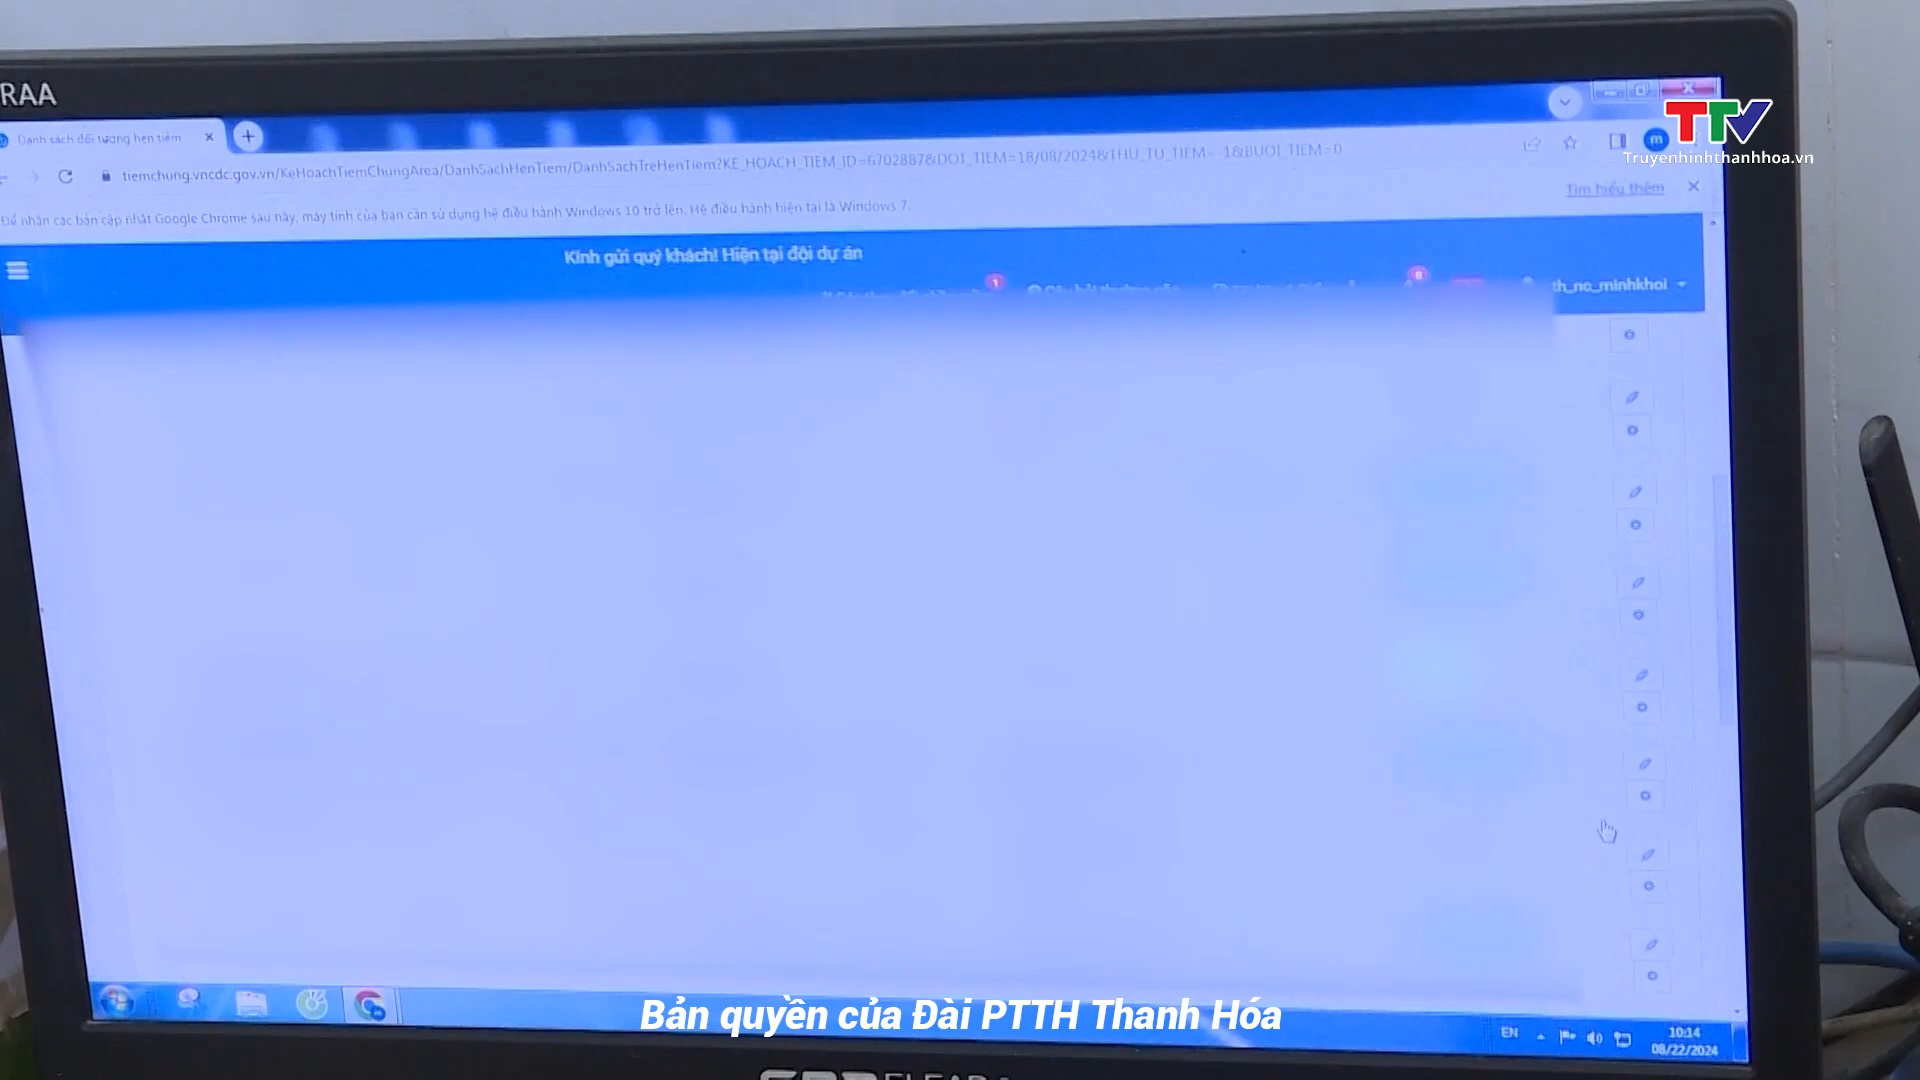 RAA
TTV
Truyenhinhthanhhoa.vn
Danh sách đối tượng hẹn tiêm
tiemchung.vncdc.gov.vn/KeHoachTiemChungArea/DanhSachHenTiem/DanhSachTreHenTiem?KE_HOACH_TIEM_ID=6702887&DOI_TIEM=18/08/2024&THU_TU_TIEM=-1&BUOI_TIEM=0
Để nhận các bản cập nhật Google Chrome sau này, máy tính của bạn cần sử dụng hệ điều hành Windows 10 trở lên. Hệ điều hành hiện tại là Windows 7.
Tìm hiểu thêm
Kính gửi quý khách! Hiện tại đội dự án
1
8
th_nc_minhkhoi
Bản quyền của Đài PTTH Thanh Hóa
EN
10:14
08/22/2024